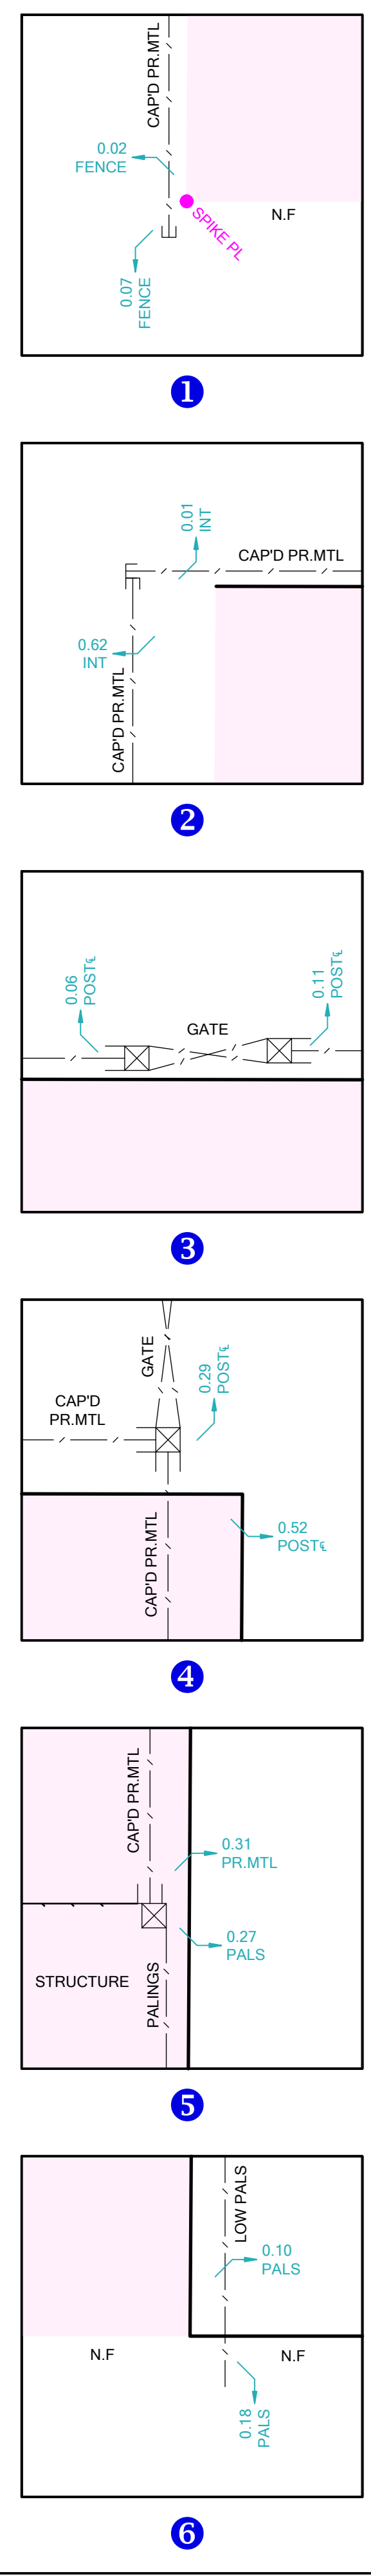 CAP'D PR.MTL
0.02
FENCE
SPIKE PL
N.F
0.07
FENCE
1
0.01
INT
CAP'D PR.MTL
0.62
INT
CAP'D PR.MTL
2
0.06
POST℄
GATE
0.11
POST℄
3
GATE
CAP'D
PR.MTL
0.29
POST℄
CAP'D PR.MTL
0.52
POST℄
4
CAP'D PR.MTL
0.31
PR.MTL
0.27
PALS
STRUCTURE
PALINGS
5
LOW PALS
0.10
PALS
N.F
N.F
0.18
PALS
6